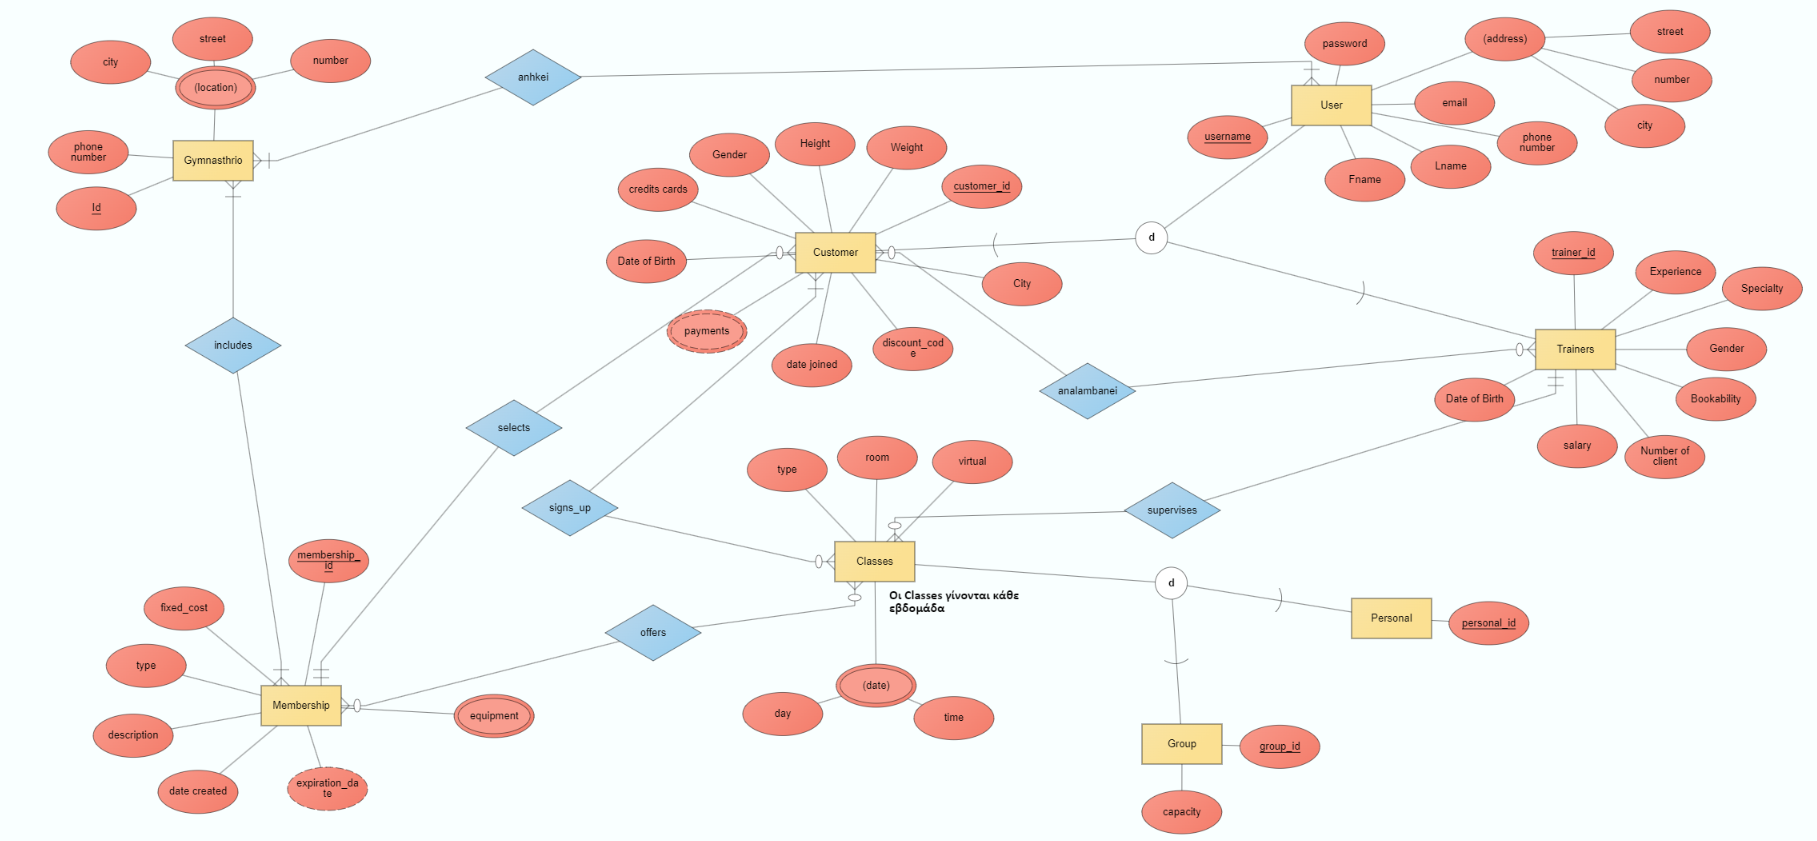 street
city
number
(location)
phone
number
Gymnasthrio
Id
anhkei
password
(address)
street
number
city
User
email
username
phone
number
Fname
Lname
Gender
Height
Weight
credits cards
customer_id
Customer
Date of Birth
City
payments
date joined
discount_cod
e
d
trainer_id
Experience
Specialty
Trainers
Gender
Date of Birth
Bookability
salary
Number of
client
includes
selects
analambanei
signs_up
type
room
virtual
supervises
Classes
Οι Classes γίνονται κάθε
εβδομάδα
d
Personal
personal_id
membership_
id
fixed_cost
type
Membership
description
date created
expiration_da
te
equipment
offers
(date)
day
time
Group
group_id
capacity